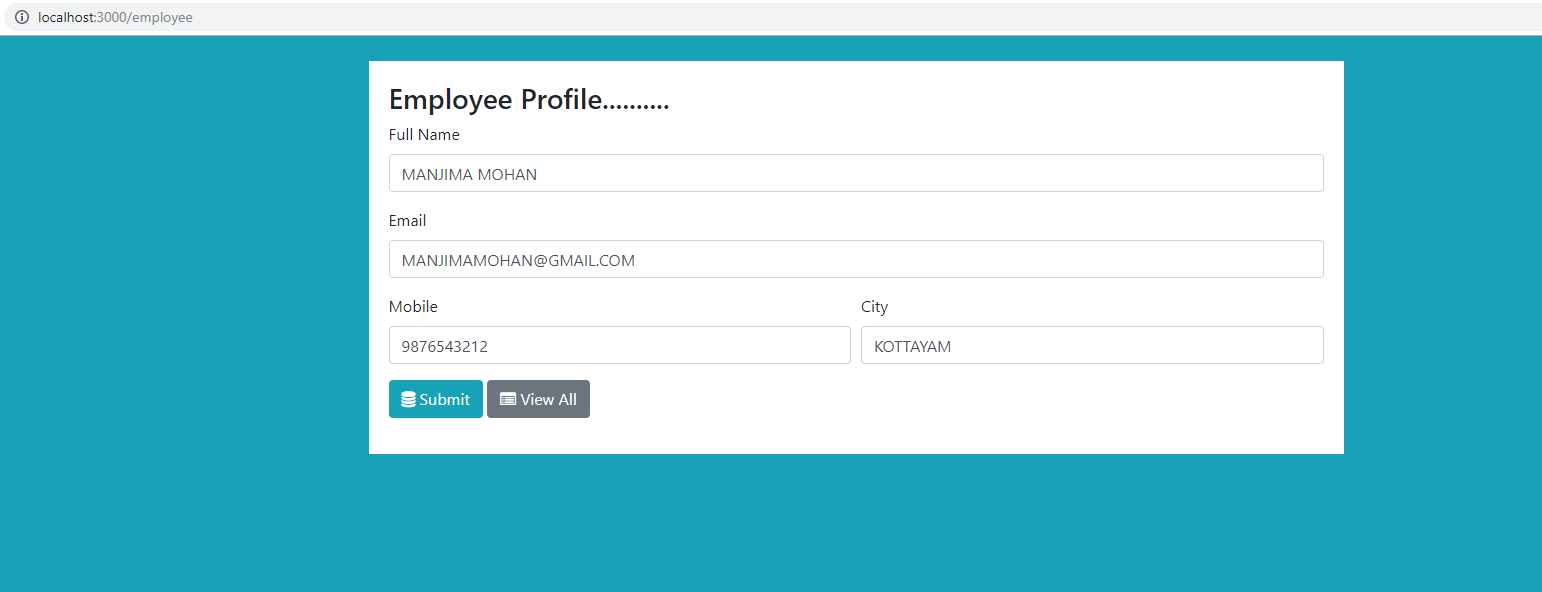 localhost:3000/employee
Employee Profile..........
Full Name
MANJIMA MOHAN
Email
MANJIMAMOHAN@GMAIL.COM
Mobile City
9876543212 KOTTAYAM
Submit View All